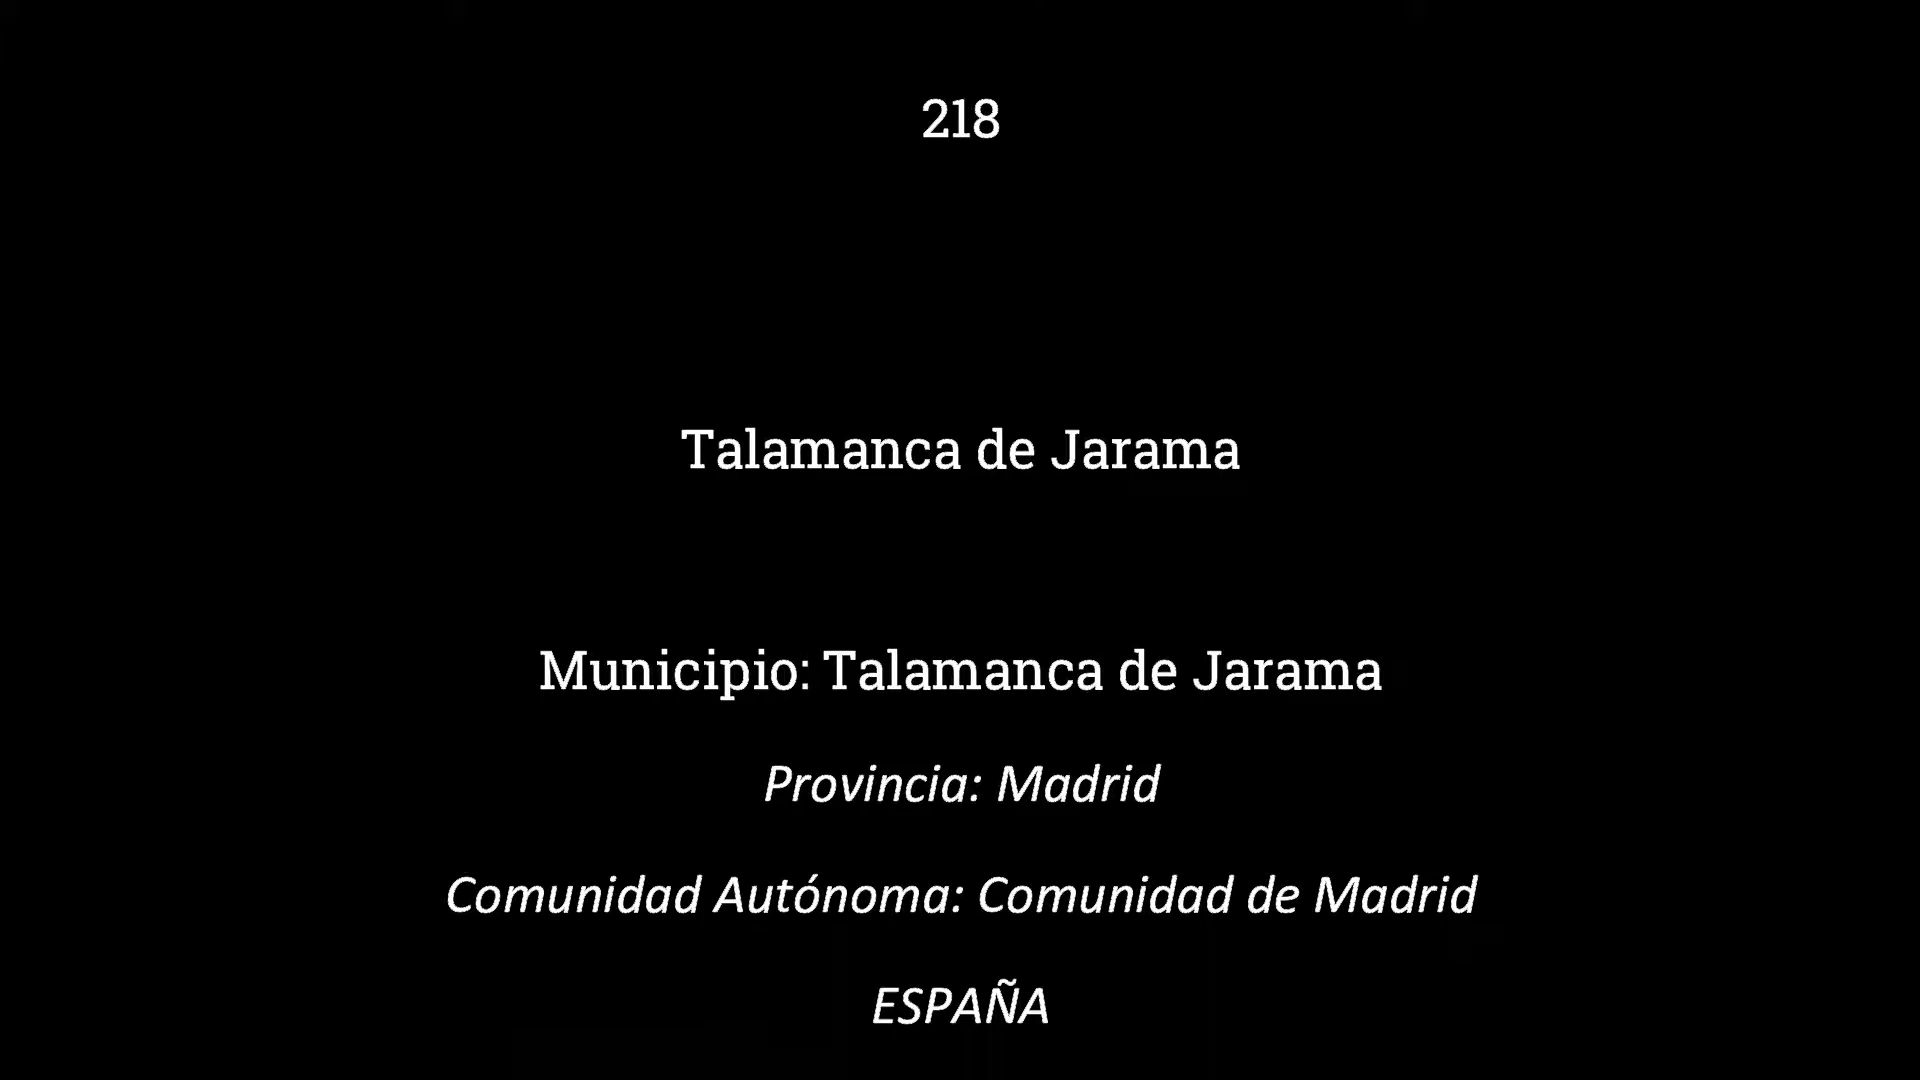 218
Talamanca de Jarama
Municipio: Talamanca de Jarama
Provincia: Madrid
Comunidad Autónoma: Comunidad de Madrid
ESPAÑA